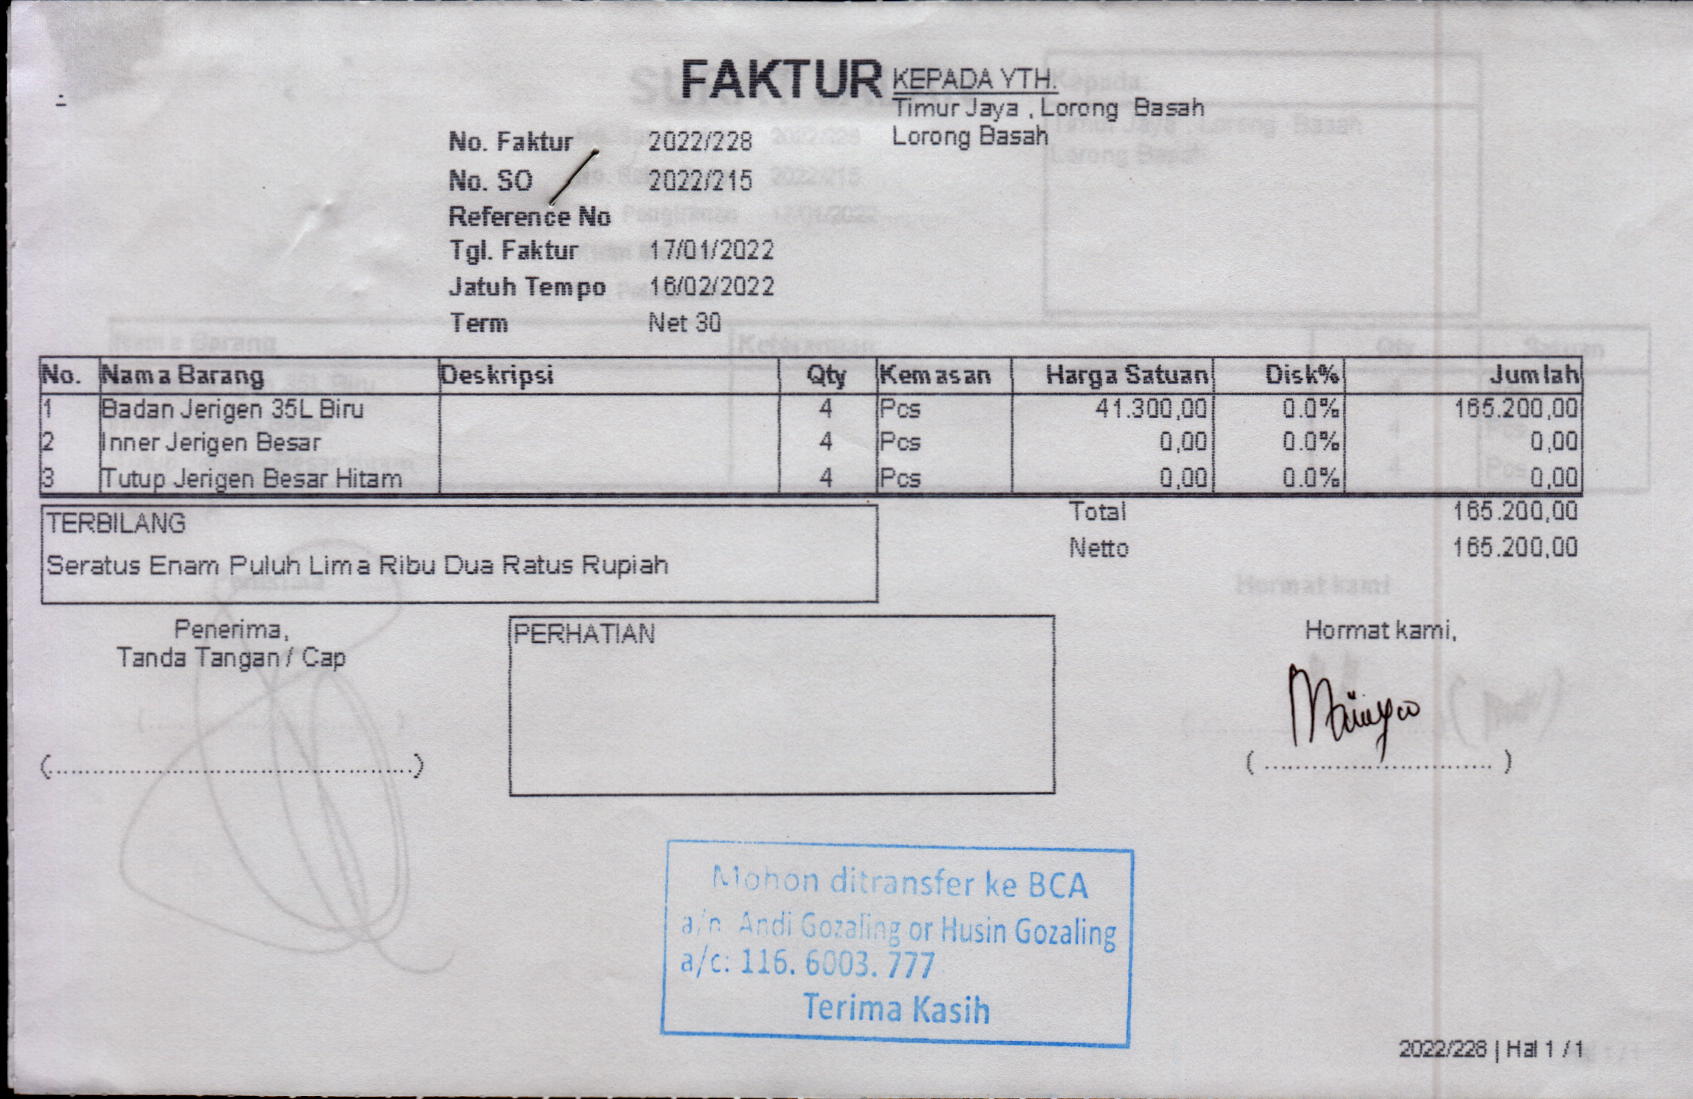 FAKTUR
KEPADA YTH.
Timur Jaya , Lorong Basah
Lorong Basah
No. Faktur 2022/228
No. SO 2022/215
Reference No
Tgl. Faktur 17/01/2022
Jatuh Tempo 16/02/2022
Term Net 30
No. Nama Barang Deskripsi Qty Kemasan Harga Satuan Disk% Jumlah
1 Badan Jerigen 35L Biru 4 Pcs 41.300,00 0.0% 165.200,00
2 Inner Jerigen Besar 4 Pcs 0,00 0.0% 0,00
3 Tutup Jerigen Besar Hitam 4 Pcs 0,00 0.0% 0,00
TERBILANG
Seratus Enam Puluh Lima Ribu Dua Ratus Rupiah
Total 165.200,00
Netto 165.200,00
Penerima,
Tanda Tangan / Cap
(................................................)
PERHATIAN
Hormat kami,
( .............................. )
Mohon ditransfer ke BCA
a/n. Andi Gozaling or Husin Gozaling
a/c: 116. 6003. 777
Terima Kasih
2022/228 | Hal 1 / 1